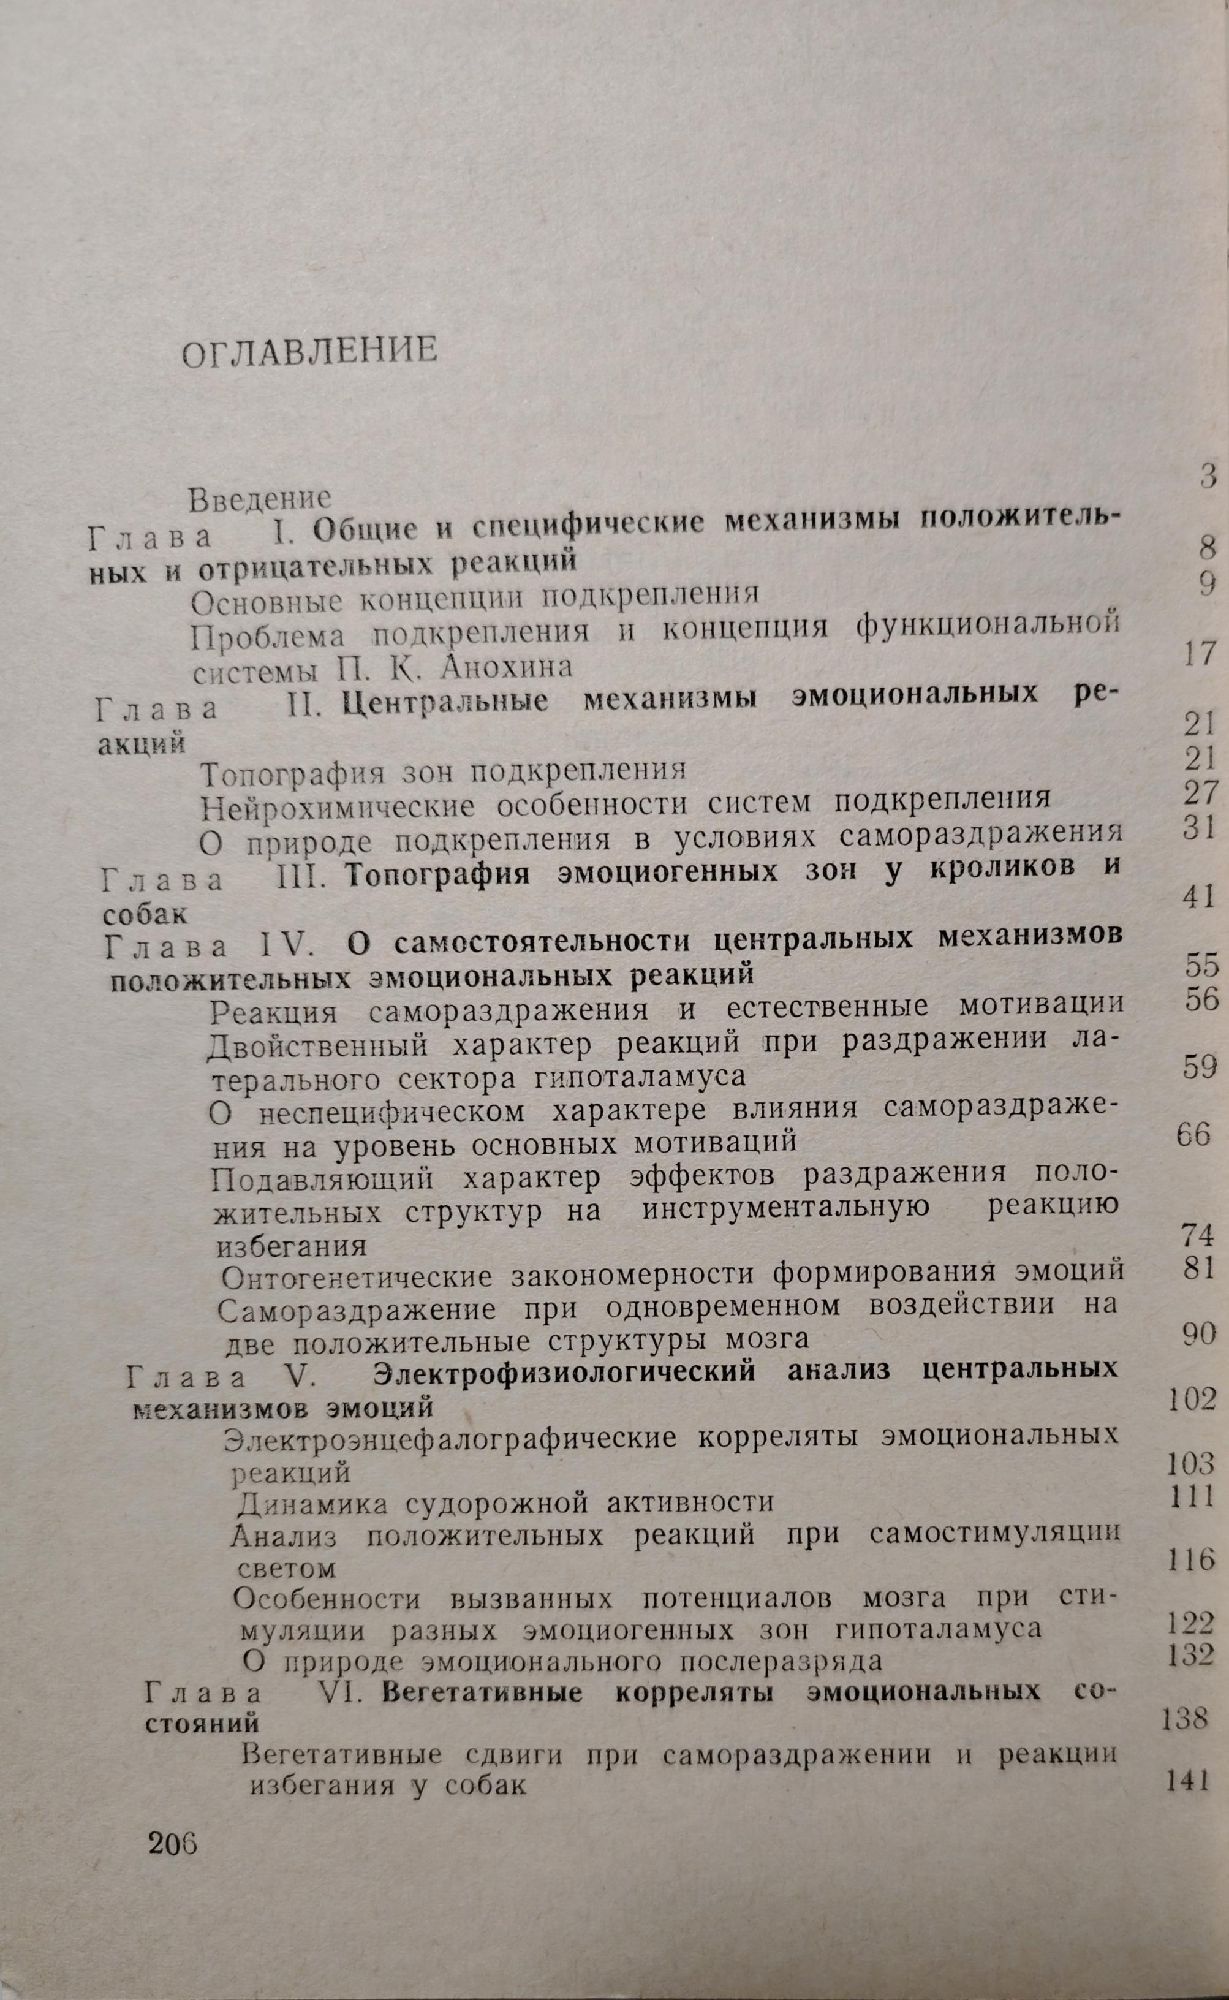 ОГЛАВЛЕНИЕ
Введение 3
Глава I. Общие и специфические механизмы положитель-
ных и отрицательных реакций 8
Основные концепции подкрепления 9
Проблема подкрепления и концепция функциональной
системы П. К. Анохина 17
Глава II. Центральные механизмы эмоциональных ре-
акций 21
Топография зон подкрепления 21
Нейрохимические особенности систем подкрепления 27
О природе подкрепления в условиях самораздражения 31
Глава III. Топография эмоциогенных зон у кроликов и
собак 41
Глава IV. О самостоятельности центральных механизмов
положительных эмоциональных реакций 55
Реакция самораздражения и естественные мотивации 56
Двойственный характер реакций при раздражении ла-
терального сектора гипоталамуса 59
О неспецифическом характере влияния самораздраже-
ния на уровень основных мотиваций 66
Подавляющий характер эффектов раздражения поло-
жительных структур на инструментальную реакцию
избегания 74
Онтогенетические закономерности формирования эмоций 81
Самораздражение при одновременном воздействии на
две положительные структуры мозга 90
Глава V. Электрофизиологический анализ центральных
механизмов эмоций 102
Электроэнцефалографические корреляты эмоциональных
реакций 103
Динамика судорожной активности 111
Анализ положительных реакций при самостимуляции
светом 116
Особенности вызванных потенциалов мозга при сти-
муляции разных эмоциогенных зон гипоталамуса 122
О природе эмоционального послеразряда 132
Глава VI. Вегетативные корреляты эмоциональных со-
стояний 138
Вегетативные сдвиги при самораздражении и реакции
избегания у собак 141
206